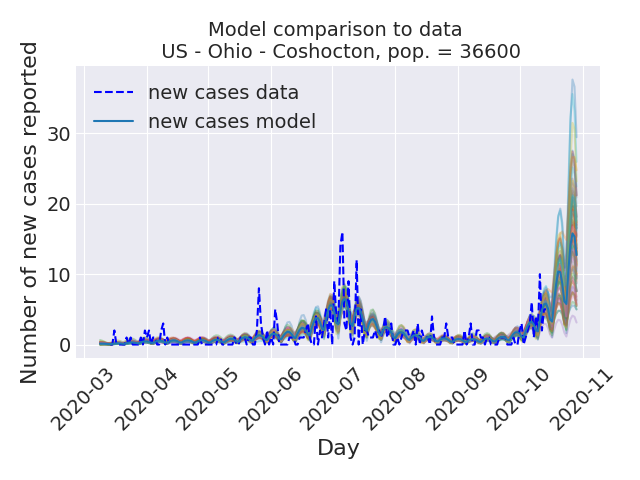 Model comparison to data
US - Ohio - Coshocton, pop. = 36600
Number of new cases reported
new cases data
new cases model
30
20
10
0
2020-03
2020-04
2020-05
2020-06
2020-07
2020-08
2020-09
2020-10
2020-11
Day